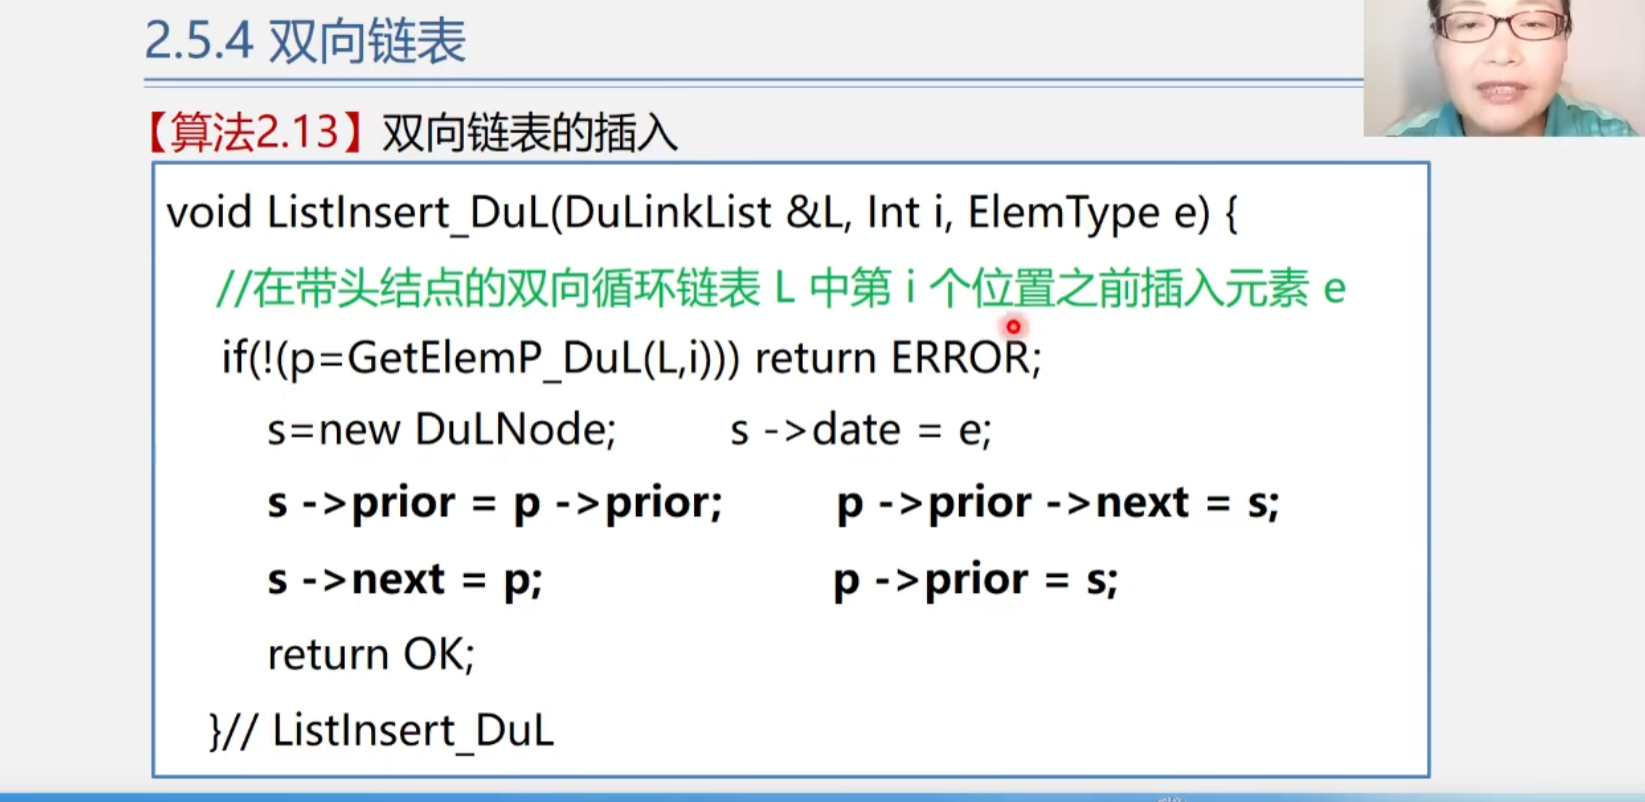 2.5.4 双向链表
【算法2.13】双向链表的插入
void ListInsert_DuL(DuLinkList &L, Int i, ElemType e) {
//在带头结点的双向循环链表 L 中第 i 个位置之前插入元素 e
if(!(p=GetElemP_DuL(L,i))) return ERROR;
s=new DuLNode; s ->date = e;
s ->prior = p ->prior; p ->prior ->next = s;
s ->next = p; p ->prior = s;
return OK;
}// ListInsert_DuL